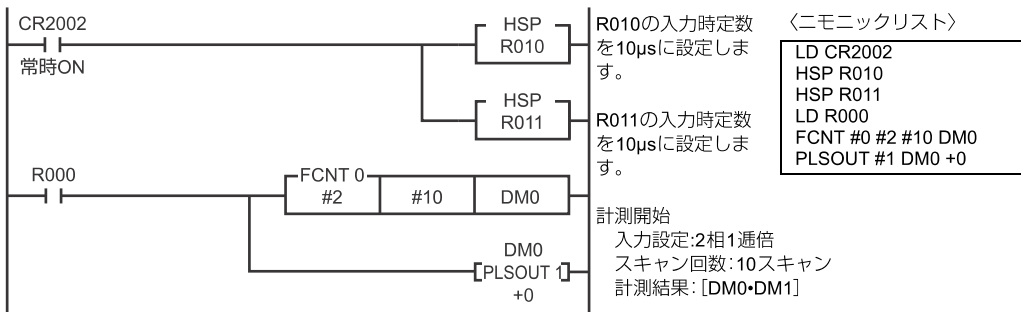 CR2002
常時ON
HSP
R010
R010の入力時定数
を10μsに設定しま
す。
HSP
R011
R011の入力時定数
を10μsに設定しま
す。
R000
FCNT 0
#2
#10
DM0
DM0
PLSOUT 1
+0
計測開始
入力設定:2相1逓倍
スキャン回数:10スキャン
計測結果:[DM0•DM1]
〈ニモニックリスト〉
LD CR2002
HSP R010
HSP R011
LD R000
FCNT #0 #2 #10 DM0
PLSOUT #1 DM0 +0